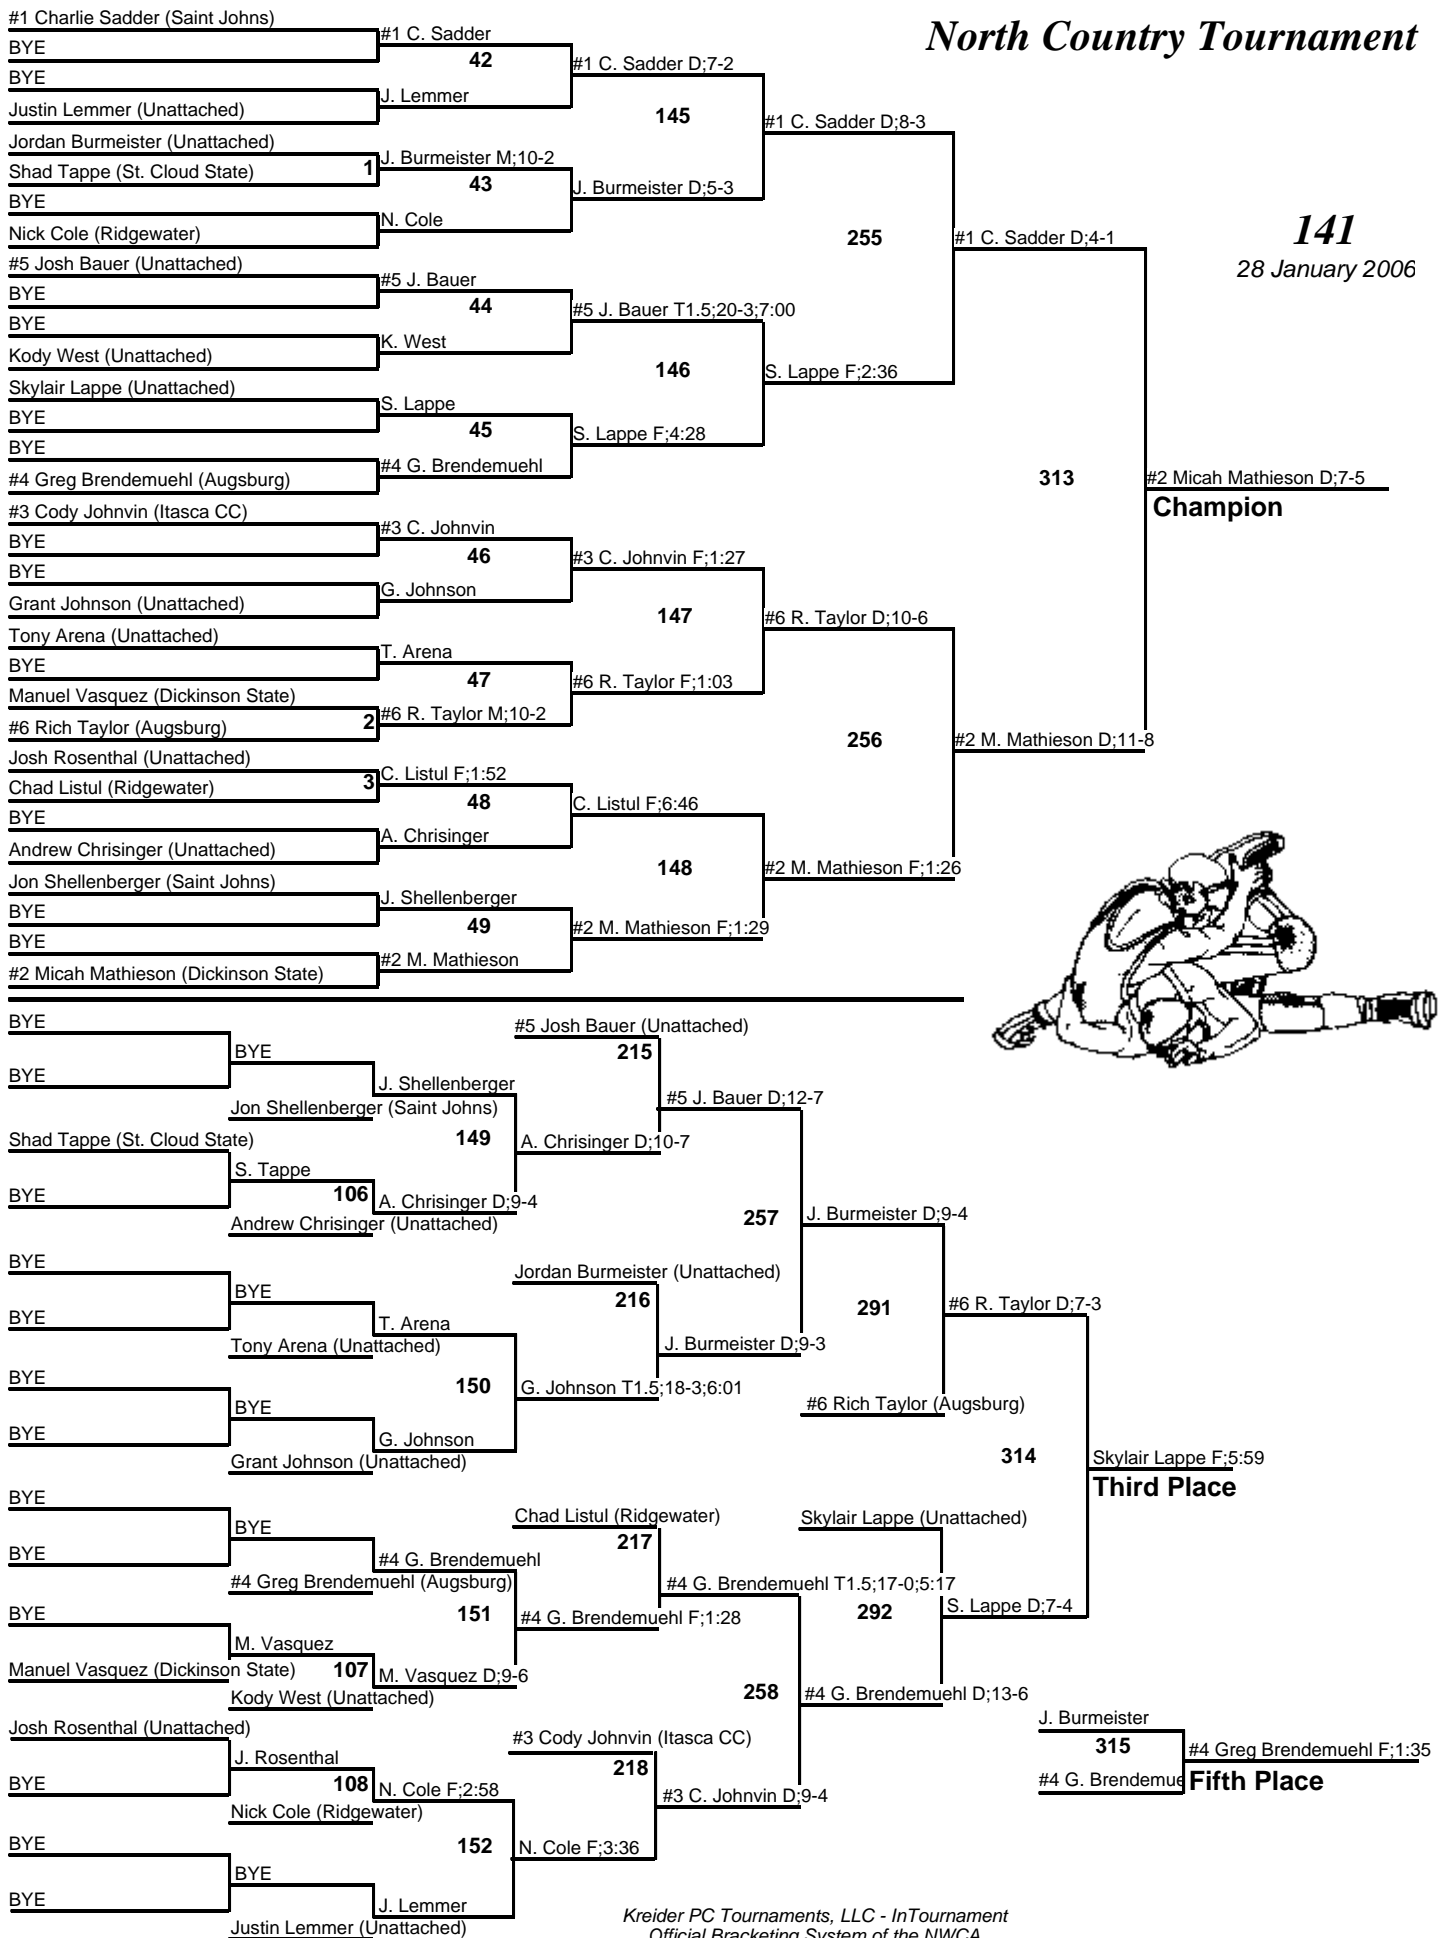 North Country Tournament
141
28 January 2006
#1 Charlie Sadder (Saint Johns)
BYE
BYE
Justin Lemmer (Unattached)
Jordan Burmeister (Unattached)
Shad Tappe (St. Cloud State)
1
BYE
Nick Cole (Ridgewater)
#5 Josh Bauer (Unattached)
BYE
BYE
Kody West (Unattached)
Skylair Lappe (Unattached)
BYE
BYE
#4 Greg Brendemuehl (Augsburg)
#3 Cody Johnvin (Itasca CC)
BYE
BYE
Grant Johnson (Unattached)
Tony Arena (Unattached)
BYE
Manuel Vasquez (Dickinson State)
#6 Rich Taylor (Augsburg)
2
Josh Rosenthal (Unattached)
Chad Listul (Ridgewater)
3
BYE
Andrew Chrisinger (Unattached)
Jon Shellenberger (Saint Johns)
BYE
BYE
#2 Micah Mathieson (Dickinson State)
#1 C. Sadder
42
J. Lemmer
J. Burmeister M;10-2
43
N. Cole
#5 J. Bauer
44
K. West
S. Lappe
45
#4 G. Brendemuehl
#3 C. Johnvin
46
G. Johnson
T. Arena
47
#6 R. Taylor M;10-2
C. Listul F;1:52
48
A. Chrisinger
J. Shellenberger
49
#2 M. Mathieson
#1 C. Sadder D;7-2
145
J. Burmeister D;5-3
#5 J. Bauer T1.5;20-3;7:00
146
S. Lappe F;4:28
#3 C. Johnvin F;1:27
147
#6 R. Taylor F;1:03
C. Listul F;6:46
148
#2 M. Mathieson F;1:29
#1 C. Sadder D;8-3
255
S. Lappe F;2:36
#6 R. Taylor D;10-6
256
#2 M. Mathieson F;1:26
#1 C. Sadder D;4-1
313
#2 M. Mathieson D;11-8
#2 Micah Mathieson D;7-5
Champion
BYE
BYE
Shad Tappe (St. Cloud State)
BYE
BYE
BYE
BYE
BYE
BYE
BYE
BYE
Manuel Vasquez (Dickinson State)
Josh Rosenthal (Unattached)
BYE
BYE
BYE
BYE
Jon Shellenberger (Saint Johns)
S. Tappe
106
Andrew Chrisinger (Unattached)
BYE
Tony Arena (Unattached)
BYE
Grant Johnson (Unattached)
BYE
#4 Greg Brendemuehl (Augsburg)
M. Vasquez
107
Kody West (Unattached)
J. Rosenthal
108
Nick Cole (Ridgewater)
BYE
Justin Lemmer (Unattached)
J. Shellenberger
149
A. Chrisinger D;9-4
T. Arena
150
G. Johnson
#4 G. Brendemuehl
151
M. Vasquez D;9-6
N. Cole F;2:58
152
J. Lemmer
#5 Josh Bauer (Unattached)
215
A. Chrisinger D;10-7
Jordan Burmeister (Unattached)
216
G. Johnson T1.5;18-3;6:01
Chad Listul (Ridgewater)
217
#4 G. Brendemuehl F;1:28
#3 Cody Johnvin (Itasca CC)
218
N. Cole F;3:36
#5 J. Bauer D;12-7
257
J. Burmeister D;9-3
#4 G. Brendemuehl T1.5;17-0;5:17
258
#3 C. Johnvin D;9-4
J. Burmeister D;9-4
291
#6 Rich Taylor (Augsburg)
Skylair Lappe (Unattached)
292
#4 G. Brendemuehl D;13-6
#6 R. Taylor D;7-3
314
S. Lappe D;7-4
Skylair Lappe F;5:59
Third Place
J. Burmeister
315
#4 G. Brendemue
#4 Greg Brendemuehl F;1:35
Fifth Place
Kreider PC Tournaments, LLC - InTournament
Official Bracketing System of the NWCA